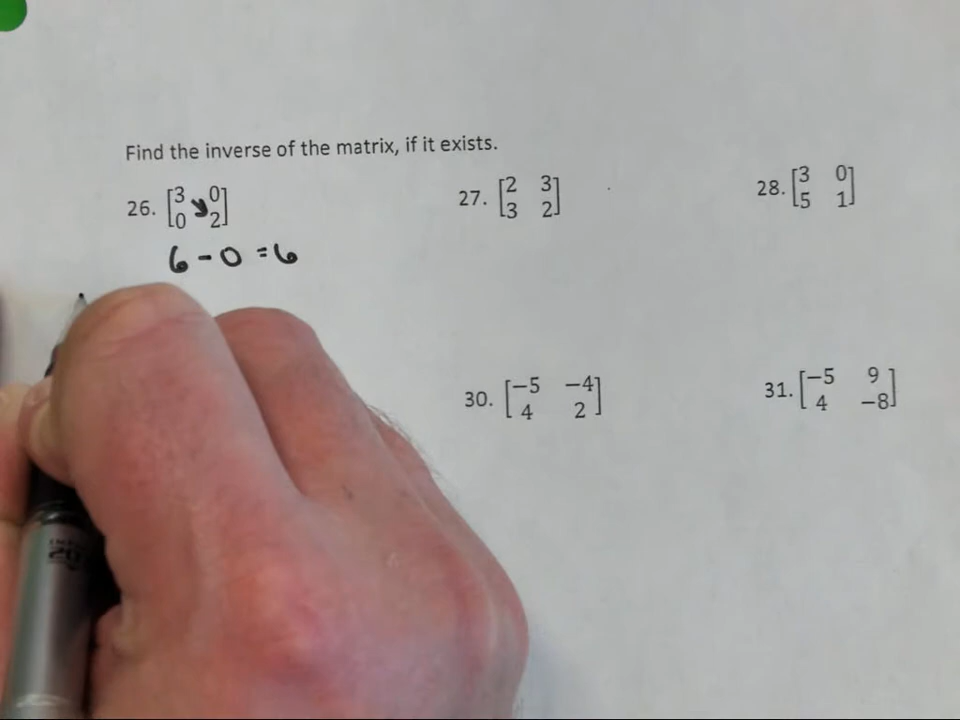 Find the inverse of the matrix, if it exists.
26. [3 0]
[0 2]
6 - 0 = 6
27. [2 3]
[3 2]
28. [3 0]
[5 1]
30. [−5 −4]
[4 2]
31. [−5 9]
[4 −8]